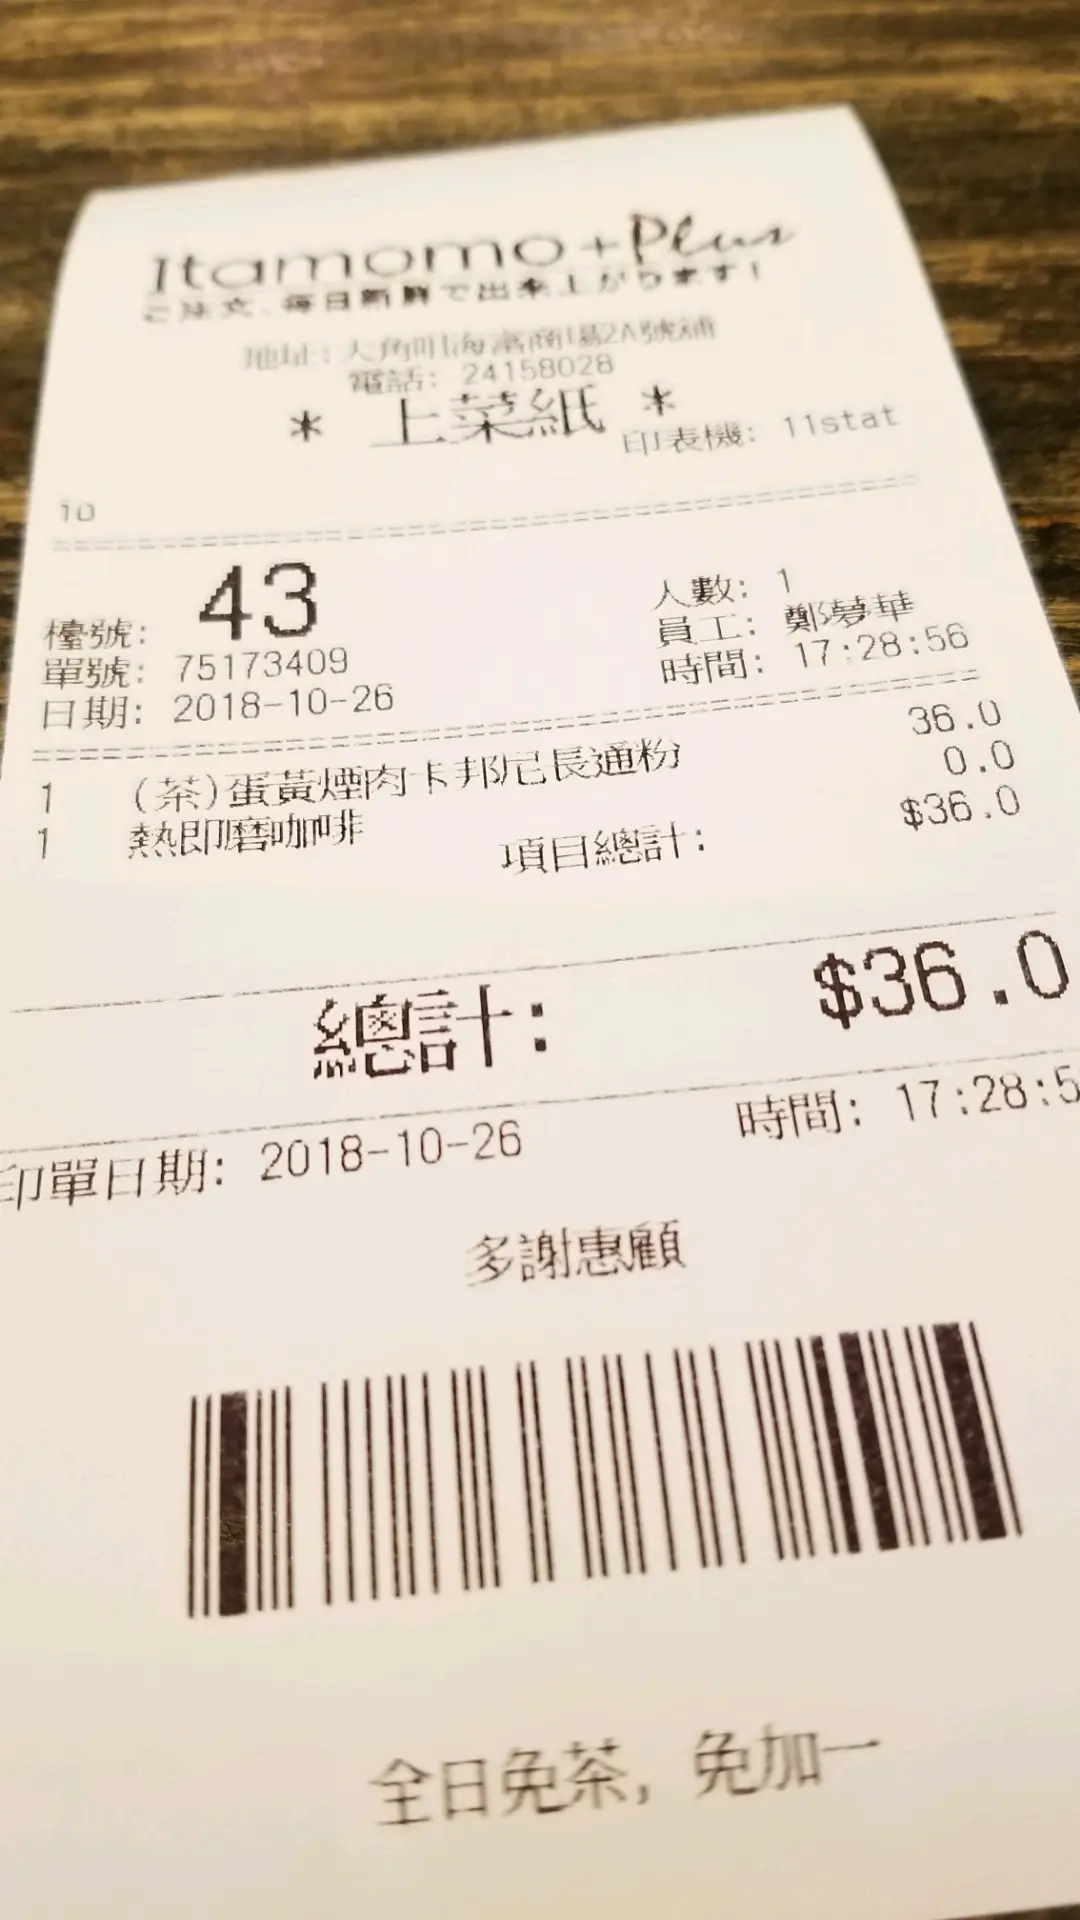 Itamomo+Plus
ご注文、毎日新鮮で出来上がります!
地址: 大角咀海富商場2A號舖
電話: 24158028
* 上菜紙 *
印表機: 11stat
10
檯號: 43 人數: 1
單號: 75173409 員工: 鄭夢華
日期: 2018-10-26 時間: 17:28:56
1 (茶)蛋黃煙肉卡邦尼長通粉 36.0
1 熱即磨咖啡 0.0
項目總計: $36.0
總計: $36.0
印單日期: 2018-10-26 時間: 17:28:5
多謝惠顧
全日免茶, 免加一